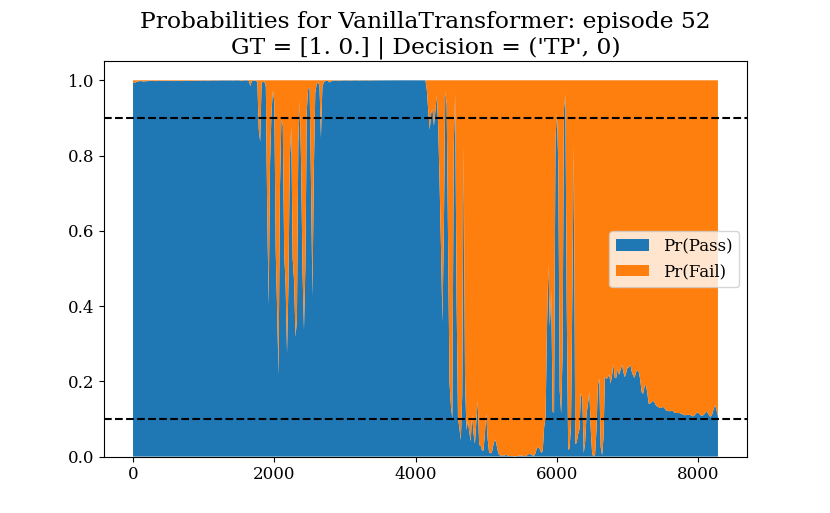 Probabilities for VanillaTransformer: episode 52
GT = [1. 0.] | Decision = ('TP', 0)
1.0
0.8
0.6
0.4
0.2
0.0
Pr(Pass)
Pr(Fail)
0
2000
4000
6000
8000